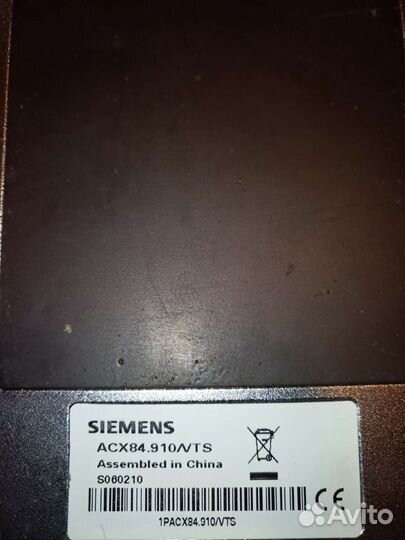 SIEMENS
ACX84.910/VTS
Assembled in China
S060210
CE
1PACX84.910/VTS
Avito